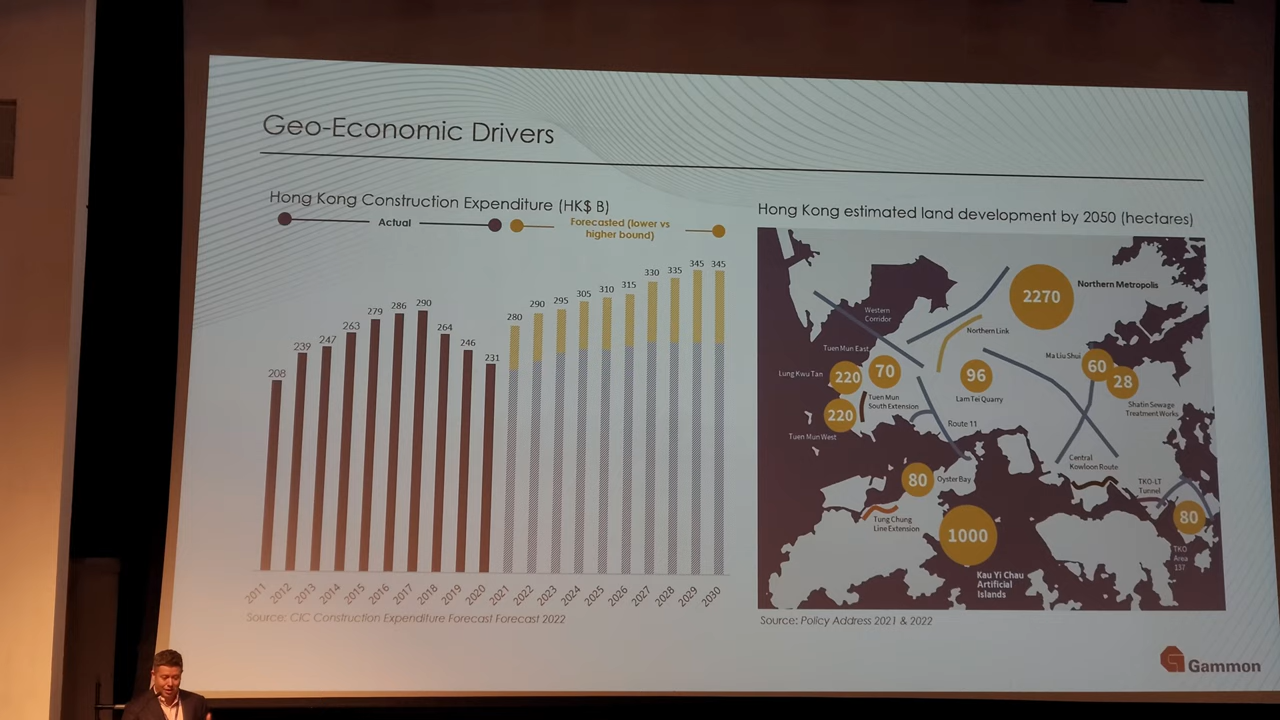 Geo-Economic Drivers
Hong Kong Construction Expenditure (HK$ B)
Actual
Forecasted (lower vs
higher bound)
208
239
247
263
279
286
290
264
246
231
280
290
295
305
310
315
330
335
345
345
2011
2012
2013
2014
2015
2016
2017
2018
2019
2020
2021
2022
2023
2024
2025
2026
2027
2028
2029
2030
Source: CIC Construction Expenditure Forecast Forecast 2022
Hong Kong estimated land development by 2050 (hectares)
2270
Northern Metropolis
Western
Corridor
Northern Link
Tuen Mun East
Ma Liu Shui
60
Lung Kwu Tan
220
70
96
28
Lam Tei Quarry
Shatin Sewage
Treatment Works
Tuen Mun
South Extension
220
Tuen Mun West
Route 11
Central
Kowloon Route
80
Oyster Bay
TKO-LT
Tunnel
Tung Chung
Line Extension
80
1000
TKO
Area
137
Kau Yi Chau
Artificial
Islands
Source: Policy Address 2021 & 2022
Gammon